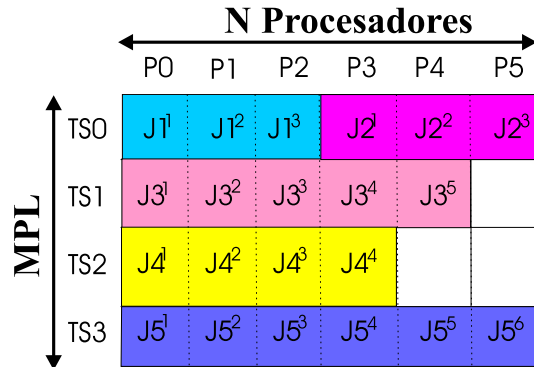 N Procesadores
P0 P1 P2 P3 P4 P5
MPL
TS0 J1¹ J1² J1³ J2¹ J2² J2³
TS1 J3¹ J3² J3³ J3⁴ J3⁵
TS2 J4¹ J4² J4³ J4⁴
TS3 J5¹ J5² J5³ J5⁴ J5⁵ J5⁶